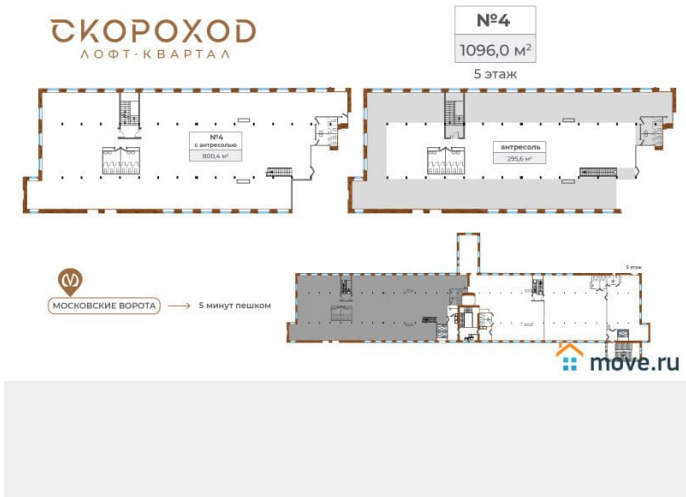 СКОРОХОД
ЛОФТ-КВАРТАЛ
№4
1096,0 м²
5 этаж
№4
с антресолью
800,4 м²
антресоль
295,6 м²
5 этаж
МОСКОВСКИЕ ВОРОТА
5 минут пешком
move.ru